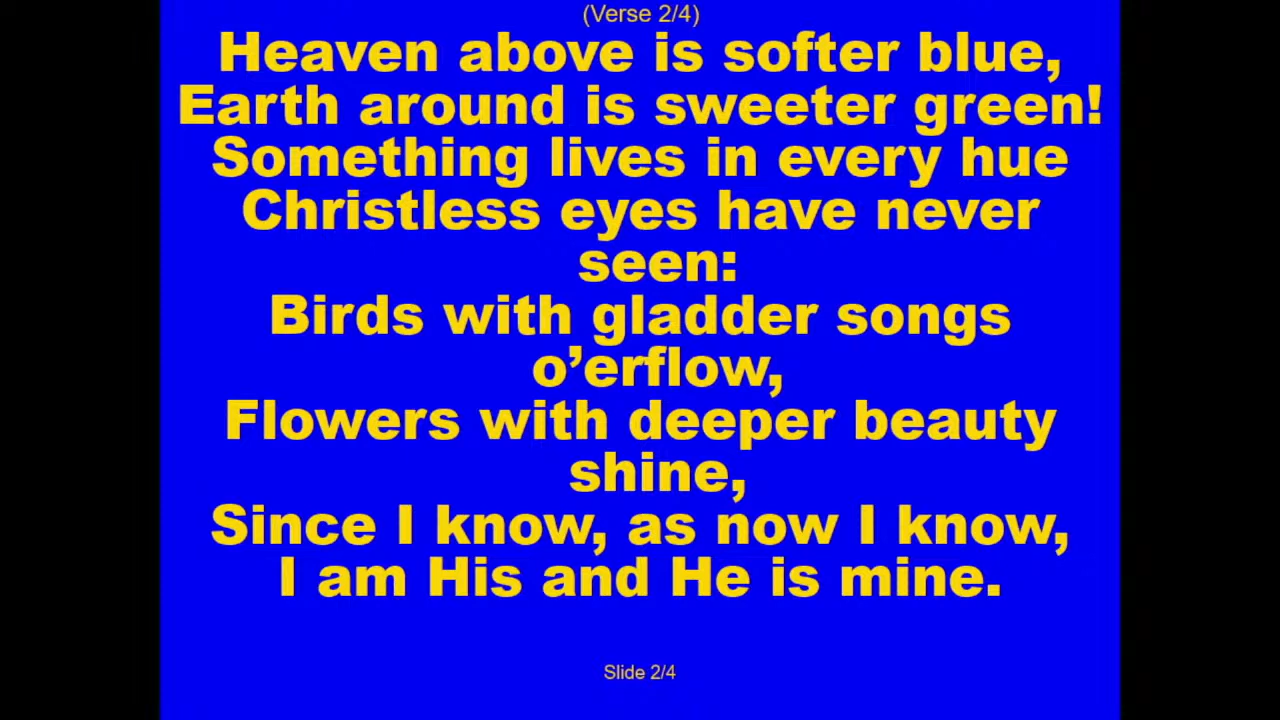 (Verse 2/4)
Heaven above is softer blue,
Earth around is sweeter green!
Something lives in every hue
Christless eyes have never
seen:
Birds with gladder songs
o’erflow,
Flowers with deeper beauty
shine,
Since I know, as now I know,
I am His and He is mine.
Slide 2/4